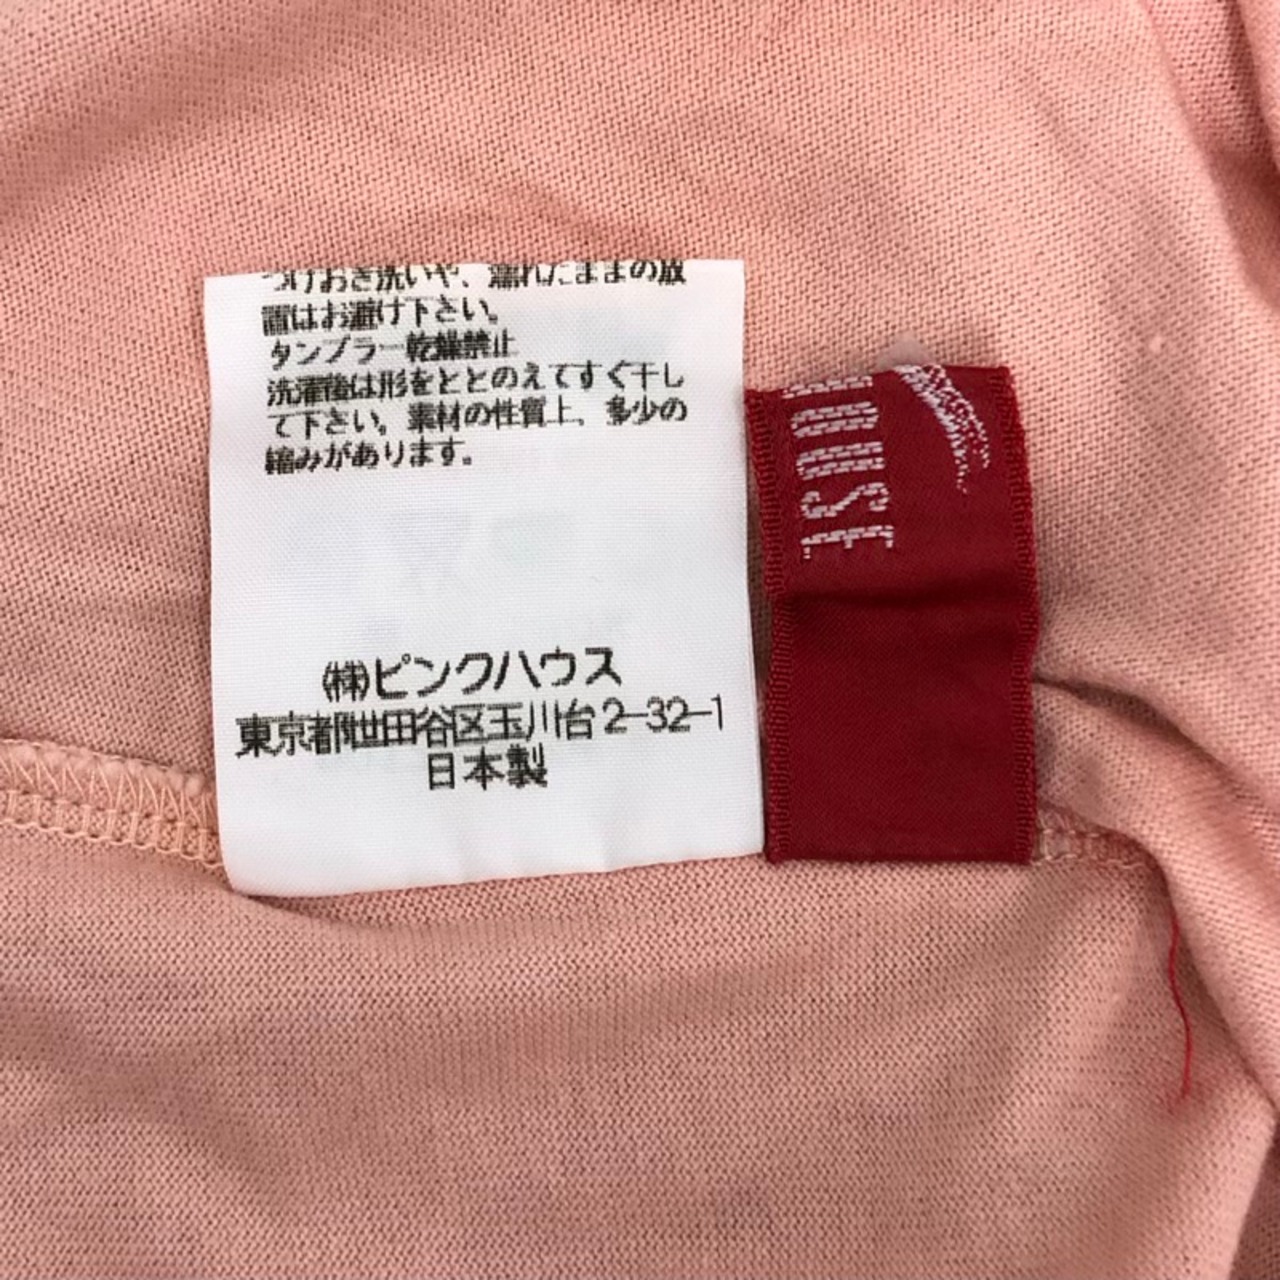 つけおき洗いや、濡れたままの放
置はお避け下さい。
タンブラー乾燥禁止
洗濯後は形をととのえてすぐ干し
て下さい。素材の性質上、多少の
縮みがあります。
(株)ピンクハウス
東京都世田谷区玉川台2-32-1
日本製
HOUSE